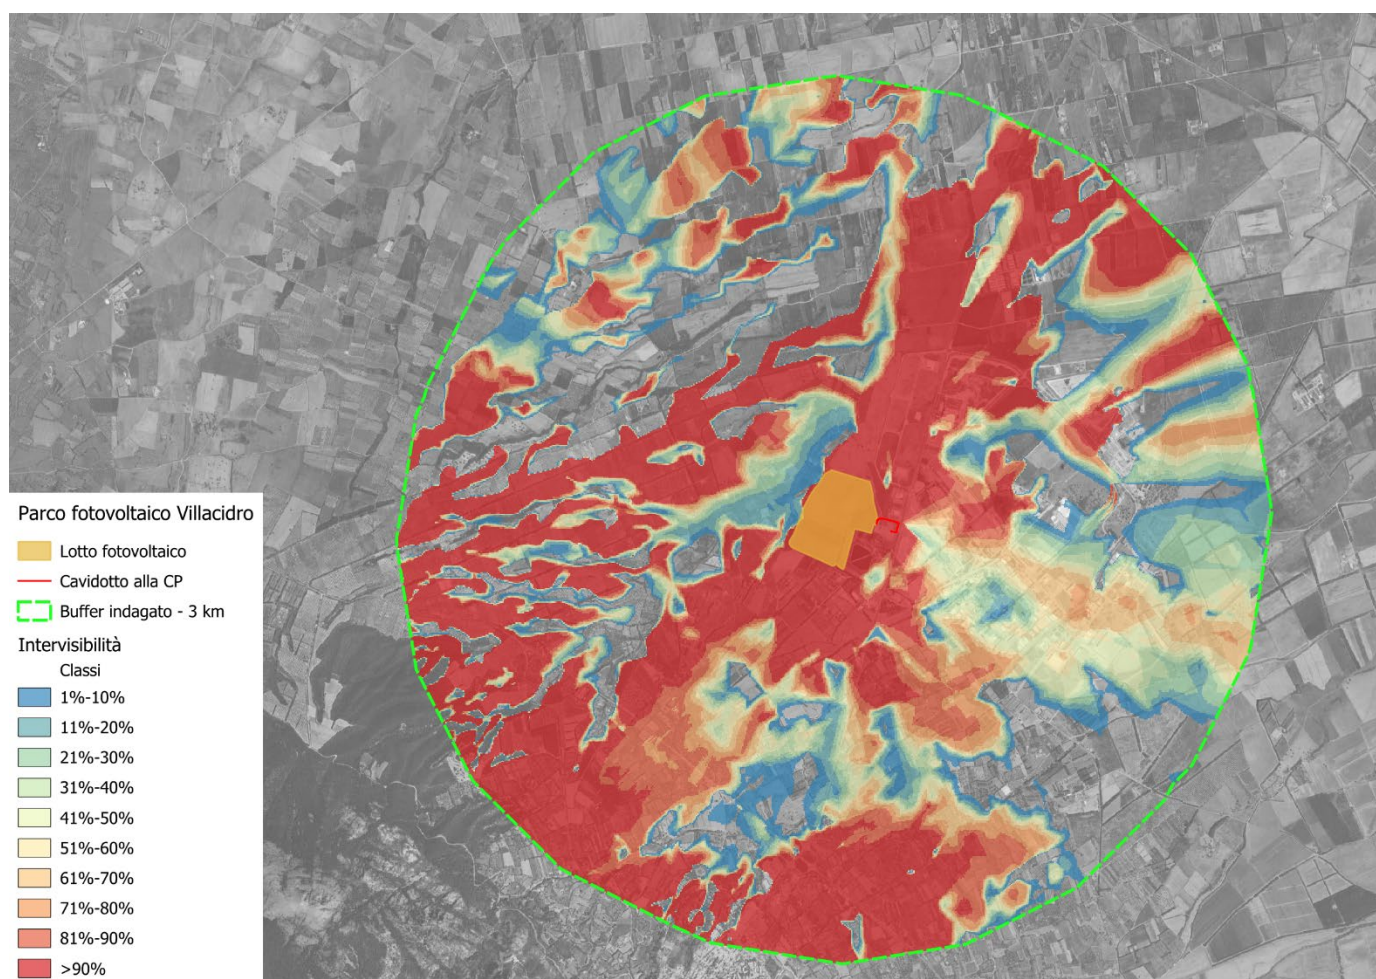 Parco fotovoltaico Villacidro
Lotto fotovoltaico
Cavidotto alla CP
Buffer indagato - 3 km
Intervisibilità
Classi
1%-10%
11%-20%
21%-30%
31%-40%
41%-50%
51%-60%
61%-70%
71%-80%
81%-90%
>90%